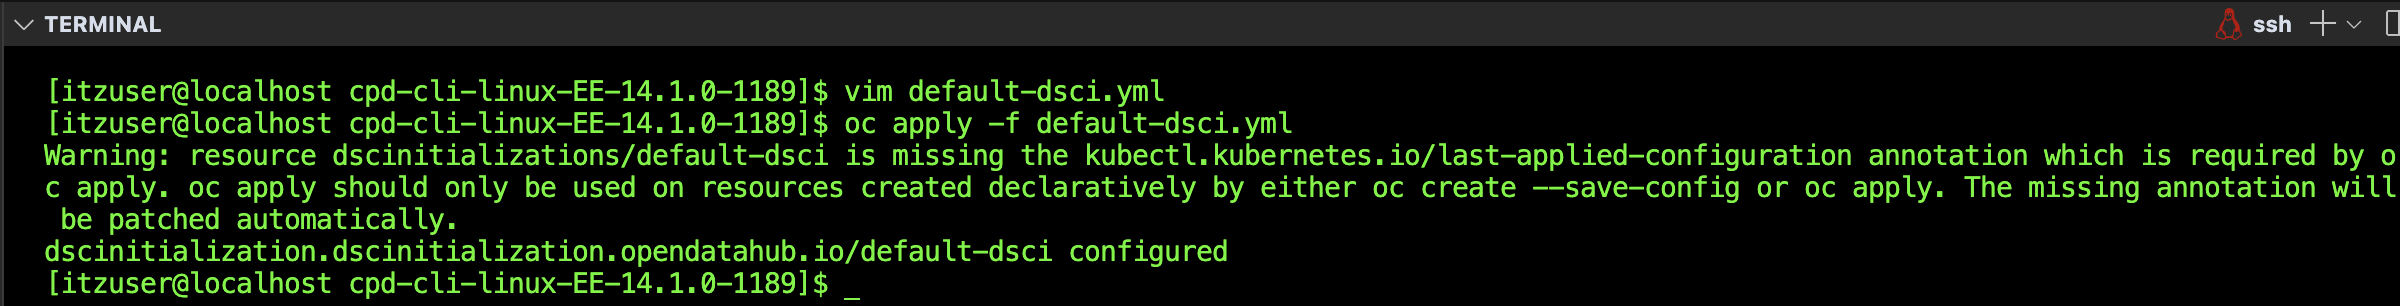 TERMINAL
ssh
[itzuser@localhost cpd-cli-linux-EE-14.1.0-1189]$ vim default-dsci.yml
[itzuser@localhost cpd-cli-linux-EE-14.1.0-1189]$ oc apply -f default-dsci.yml
Warning: resource dscinitializations/default-dsci is missing the kubectl.kubernetes.io/last-applied-configuration annotation which is required by o
c apply. oc apply should only be used on resources created declaratively by either oc create --save-config or oc apply. The missing annotation will
 be patched automatically.
dscinitialization.dscinitialization.opendatahub.io/default-dsci configured
[itzuser@localhost cpd-cli-linux-EE-14.1.0-1189]$ _